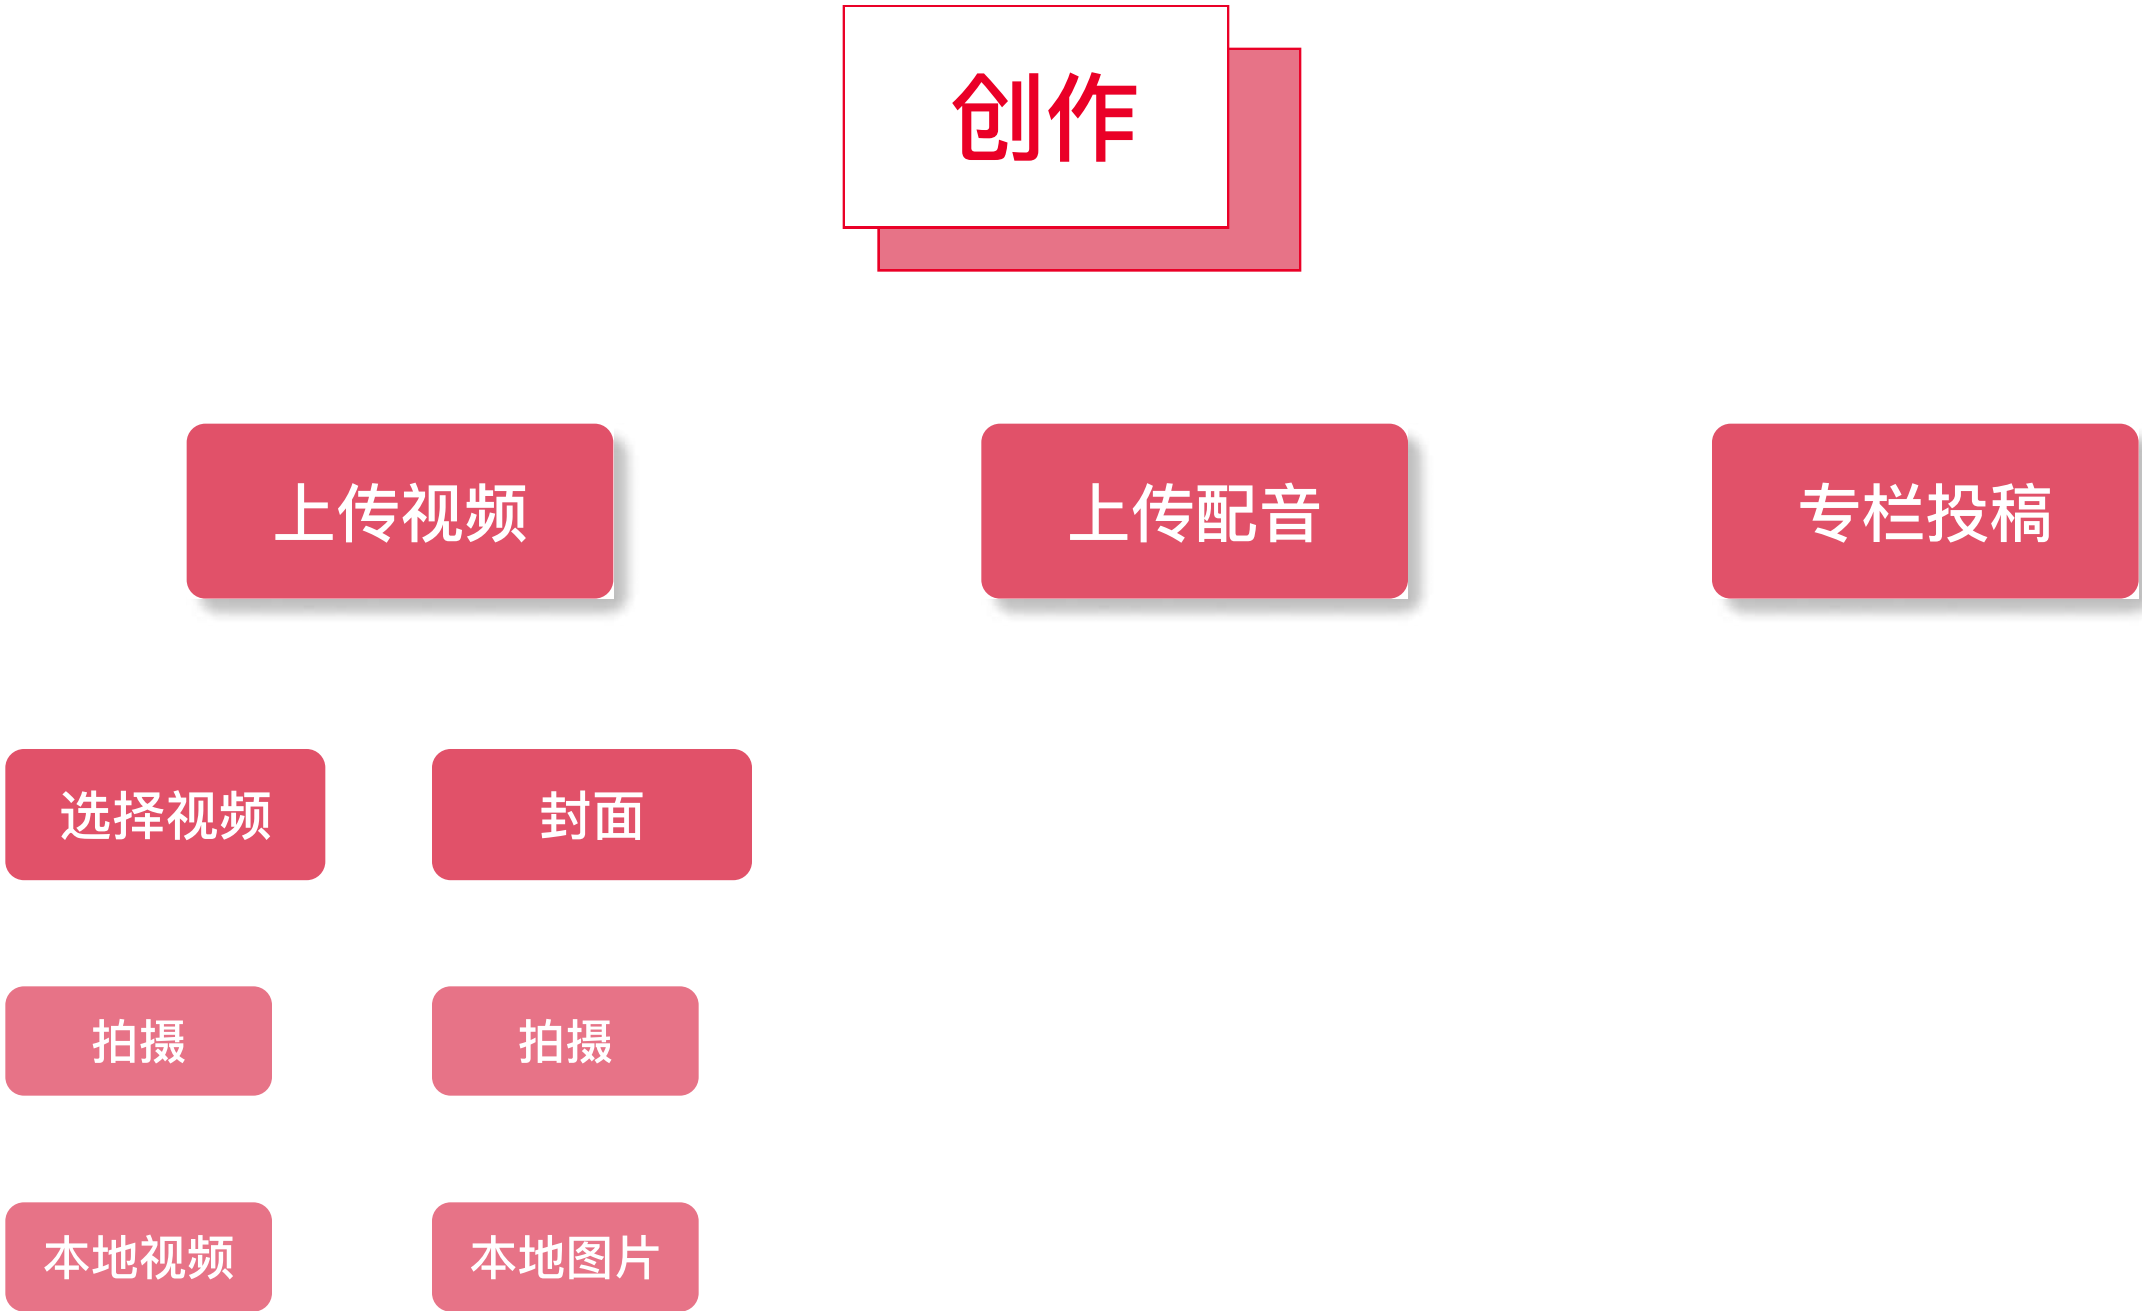 创作
上传视频
上传配音
专栏投稿
选择视频
封面
拍摄
拍摄
本地视频
本地图片